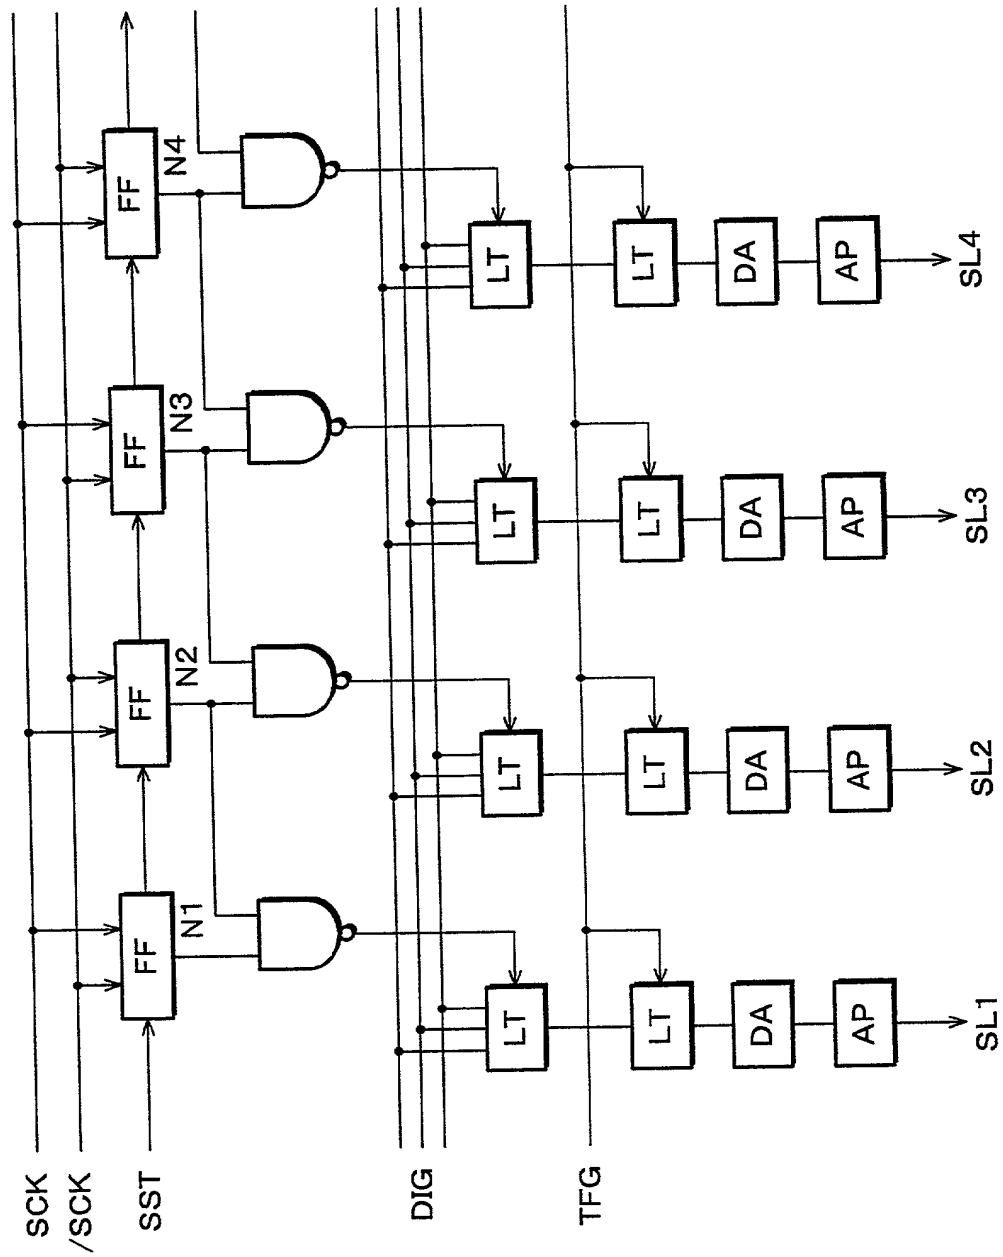 SCK
/SCK
SST
FF
FF
FF
FF
N1
N2
N3
N4
DIG
LT
LT
LT
LT
TFG
LT
LT
LT
LT
DA
DA
DA
DA
AP
AP
AP
AP
SL1
SL2
SL3
SL4